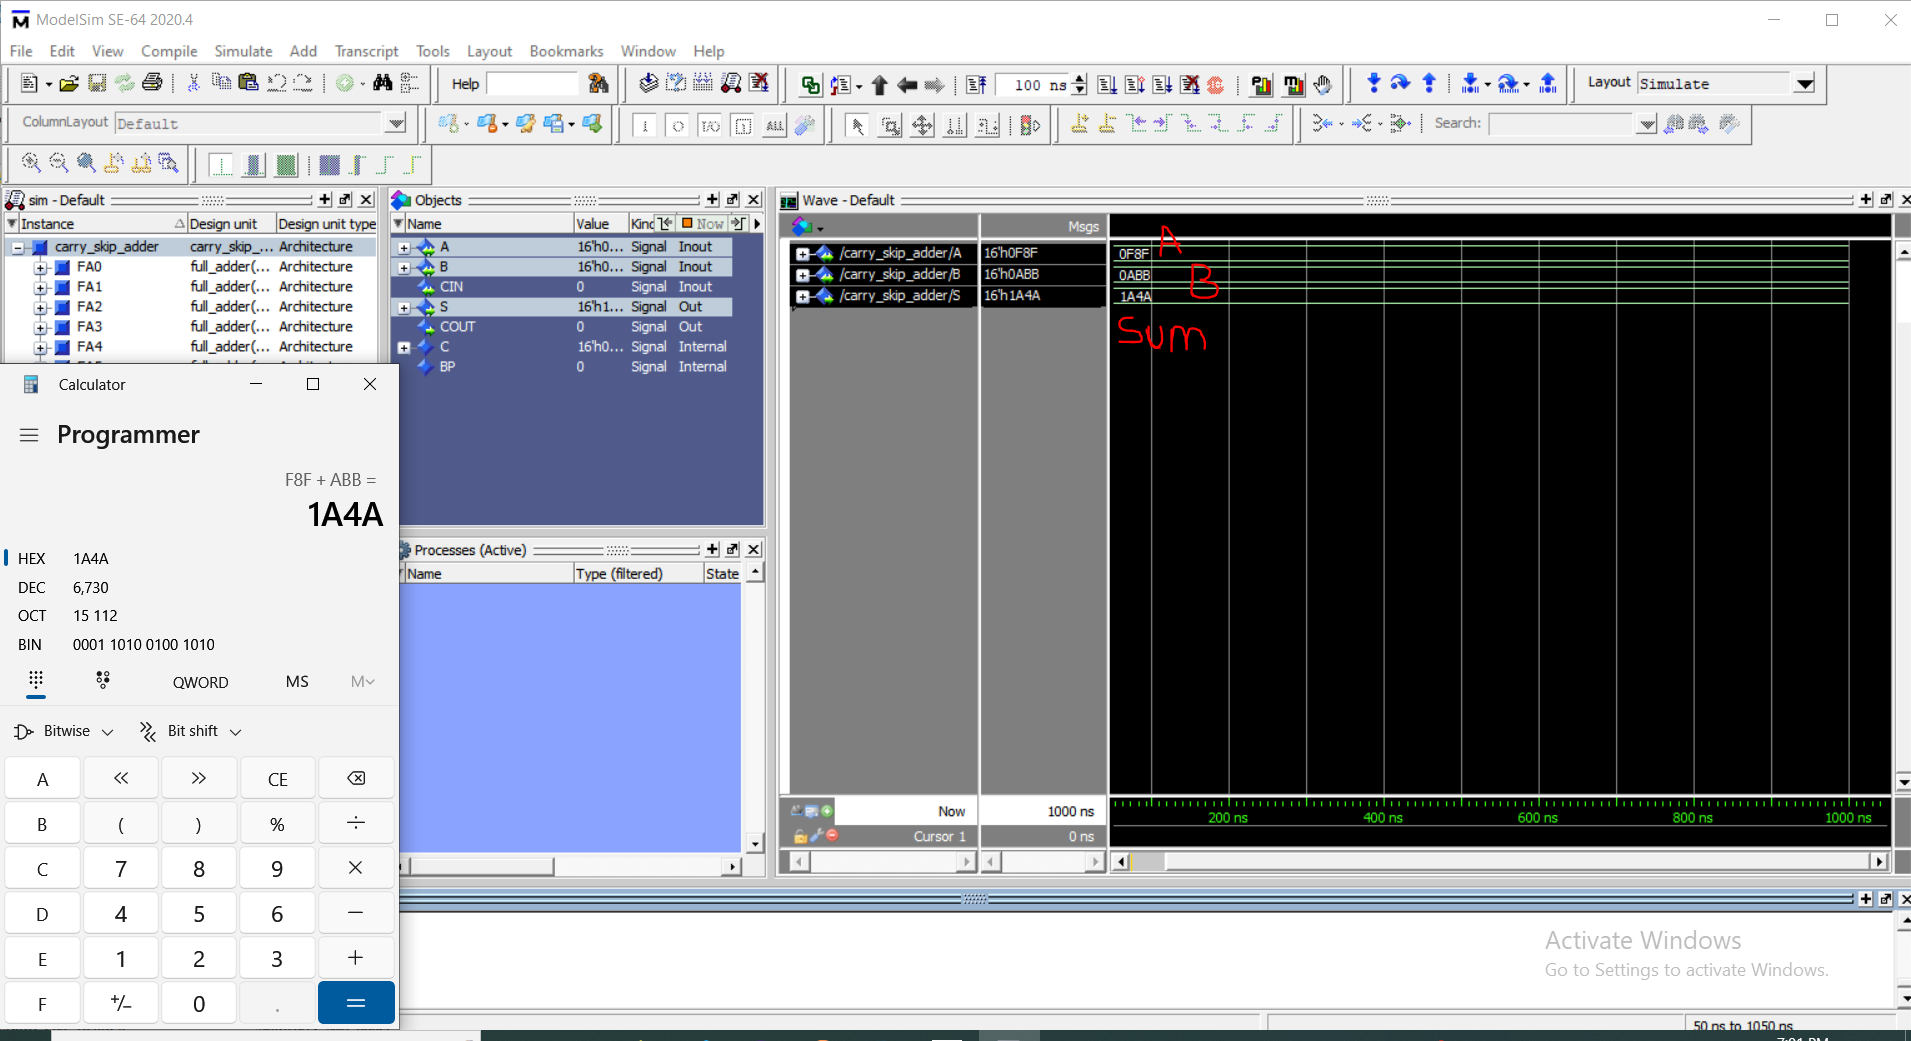 ModelSim SE-64 2020.4
File Edit View Compile Simulate Add Transcript Tools Layout Bookmarks Window Help
Help 100 ns Layout Simulate
ColumnLayout Default ALL Search:
sim - Default
Instance Design unit Design unit type
carry_skip_adder carry_skip_... Architecture
FA0 full_adder(... Architecture
FA1 full_adder(... Architecture
FA2 full_adder(... Architecture
FA3 full_adder(... Architecture
FA4 full_adder(... Architecture
Objects
Name Value Kind Now
A 16'h0... Signal Inout
B 16'h0... Signal Inout
CIN 0 Signal Inout
S 16'h1... Signal Out
COUT 0 Signal Out
C 16'h0... Signal Internal
BP 0 Signal Internal
Processes (Active)
Name Type (filtered) State
Wave - Default
Msgs
/carry_skip_adder/A 16'h0F8F 0F8F A
/carry_skip_adder/B 16'h0ABB 0ABB B
/carry_skip_adder/S 16'h1A4A 1A4A
Sum
Now 1000 ns
Cursor 1 0 ns
200 ns 400 ns 600 ns 800 ns 1000 ns
Calculator
Programmer
F8F + ABB =
1A4A
HEX 1A4A
DEC 6,730
OCT 15 112
BIN 0001 1010 0100 1010
QWORD MS M
Bitwise Bit shift
A << >> CE
B ( ) % ÷
C 7 8 9 ×
D 4 5 6 −
E 1 2 3 +
F +/− 0 . =
Activate Windows
Go to Settings to activate Windows.
50 ns to 1050 ns
7:01 PM